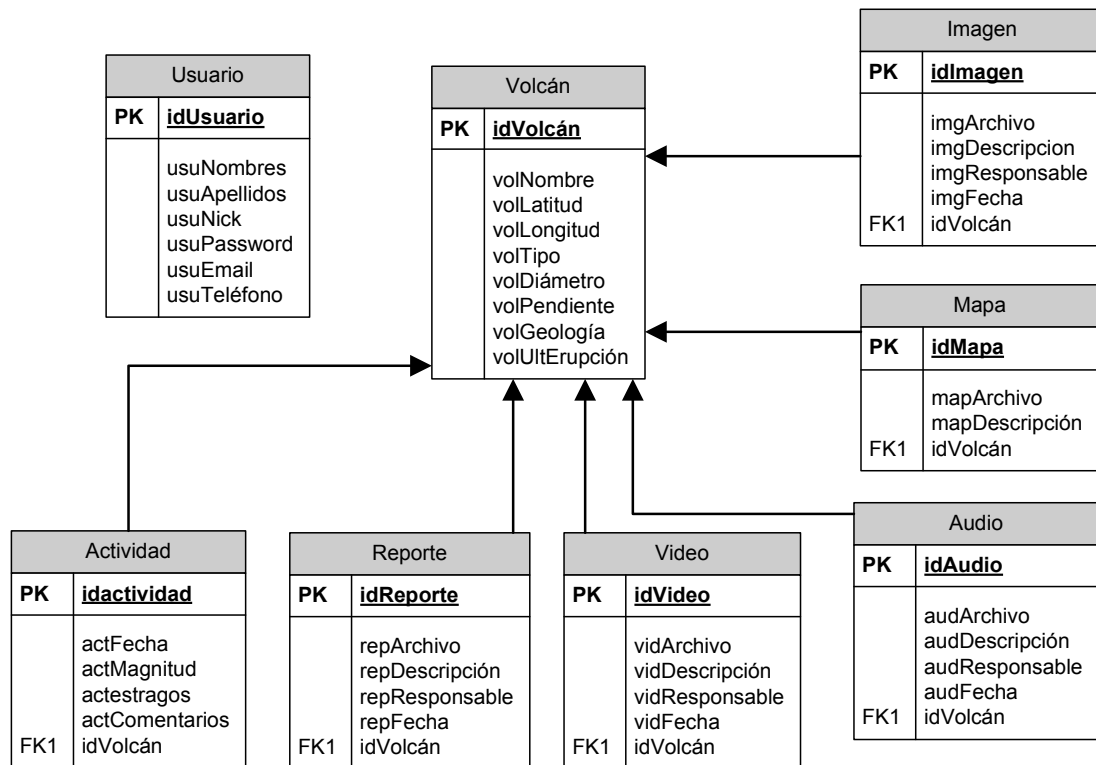 Usuario
PK idUsuario
usuNombres
usuApellidos
usuNick
usuPassword
usuEmail
usuTeléfono
Volcán
PK idVolcán
volNombre
volLatitud
volLongitud
volTipo
volDiámetro
volPendiente
volGeología
volUltErupción
Imagen
PK idImagen
imgArchivo
imgDescripcion
imgResponsable
imgFecha
FK1 idVolcán
Mapa
PK idMapa
mapArchivo
mapDescripción
FK1 idVolcán
Actividad
PK idactividad
actFecha
actMagnitud
actestragos
actComentarios
FK1 idVolcán
Reporte
PK idReporte
repArchivo
repDescripción
repResponsable
repFecha
FK1 idVolcán
Video
PK idVideo
vidArchivo
vidDescripción
vidResponsable
vidFecha
FK1 idVolcán
Audio
PK idAudio
audArchivo
audDescripción
audResponsable
audFecha
FK1 idVolcán